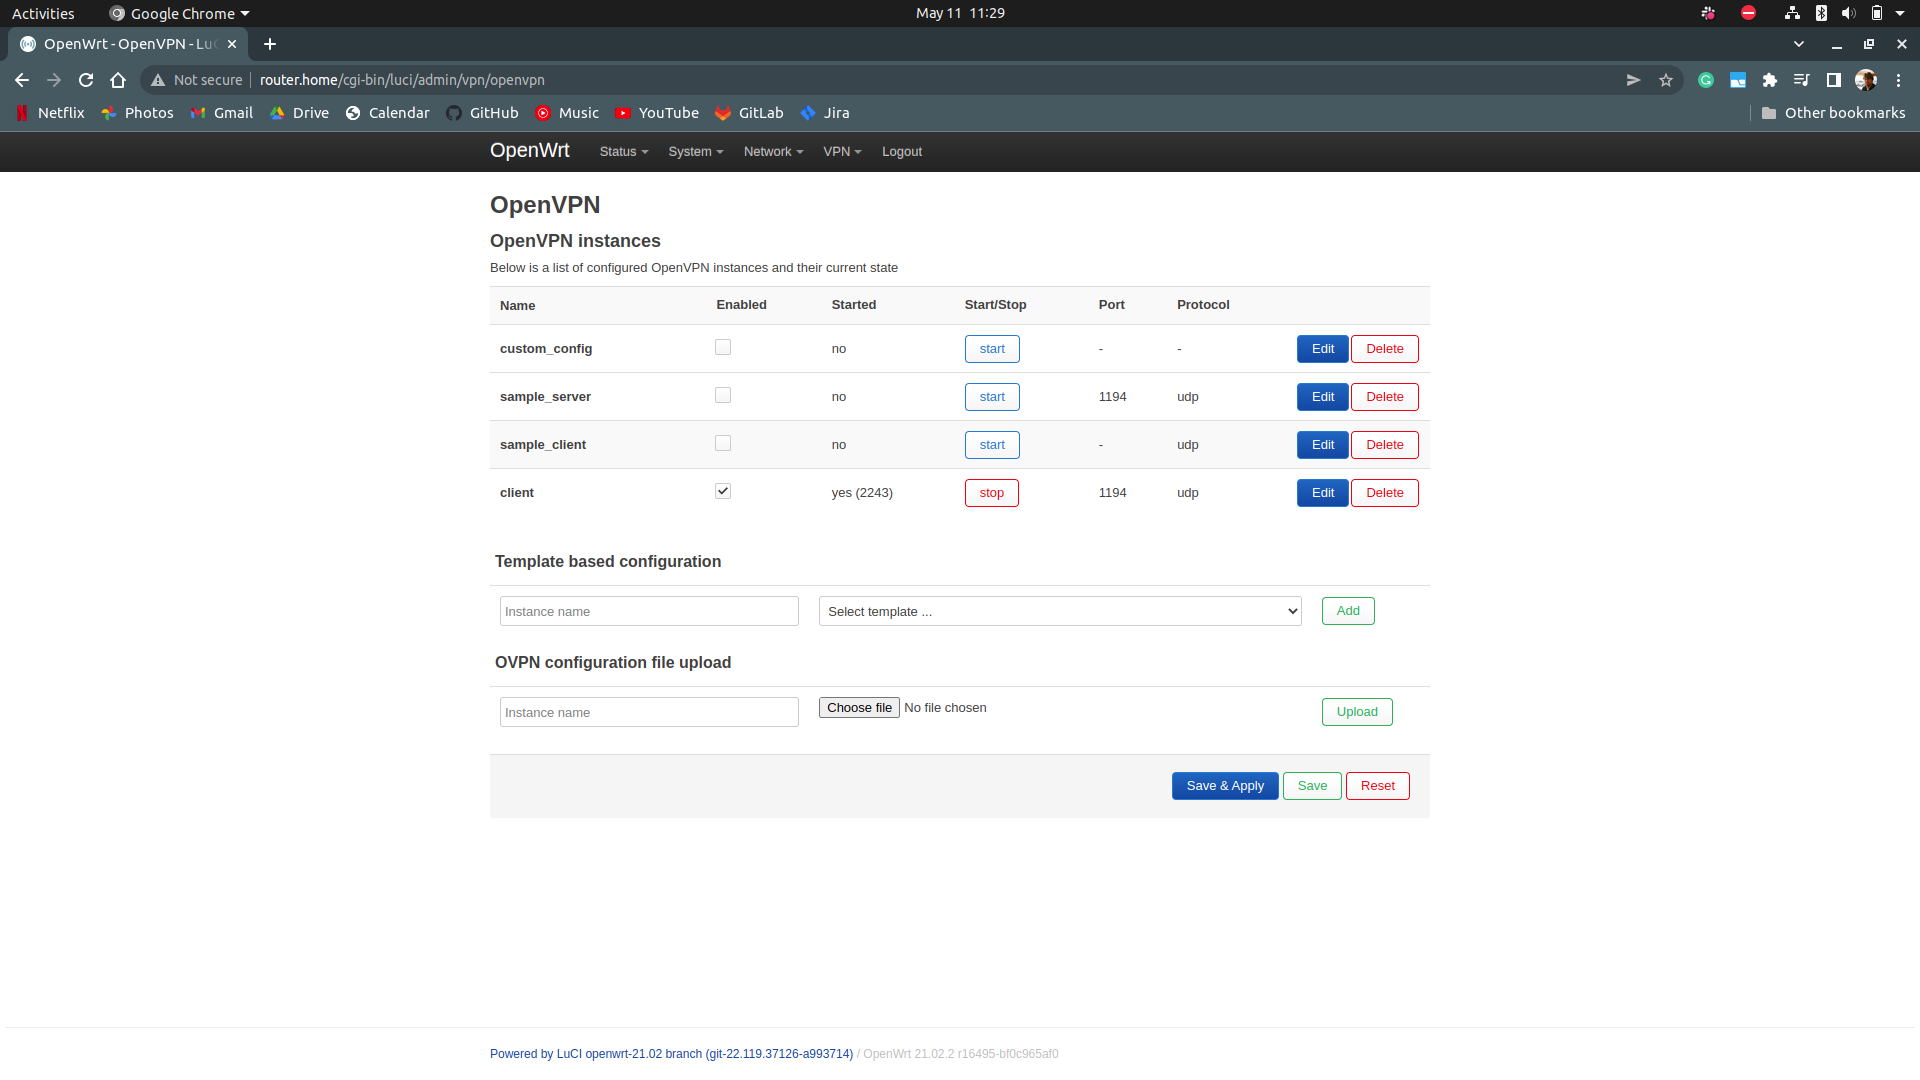 Activities Google Chrome May 11 11:29
OpenWrt - OpenVPN - Lu
Not secure router.home/cgi-bin/luci/admin/vpn/openvpn
Netflix Photos Gmail Drive Calendar GitHub Music YouTube GitLab Jira Other bookmarks
OpenWrt Status System Network VPN Logout
OpenVPN
OpenVPN instances
Below is a list of configured OpenVPN instances and their current state
Name Enabled Started Start/Stop Port Protocol
custom_config no start - - Edit Delete
sample_server no start 1194 udp Edit Delete
sample_client no start - udp Edit Delete
client yes (2243) stop 1194 udp Edit Delete
Template based configuration
Instance name Select template ... Add
OVPN configuration file upload
Instance name Choose file No file chosen Upload
Save & Apply Save Reset
Powered by LuCI openwrt-21.02 branch (git-22.119.37126-a993714) / OpenWrt 21.02.2 r16495-bf0c965af0